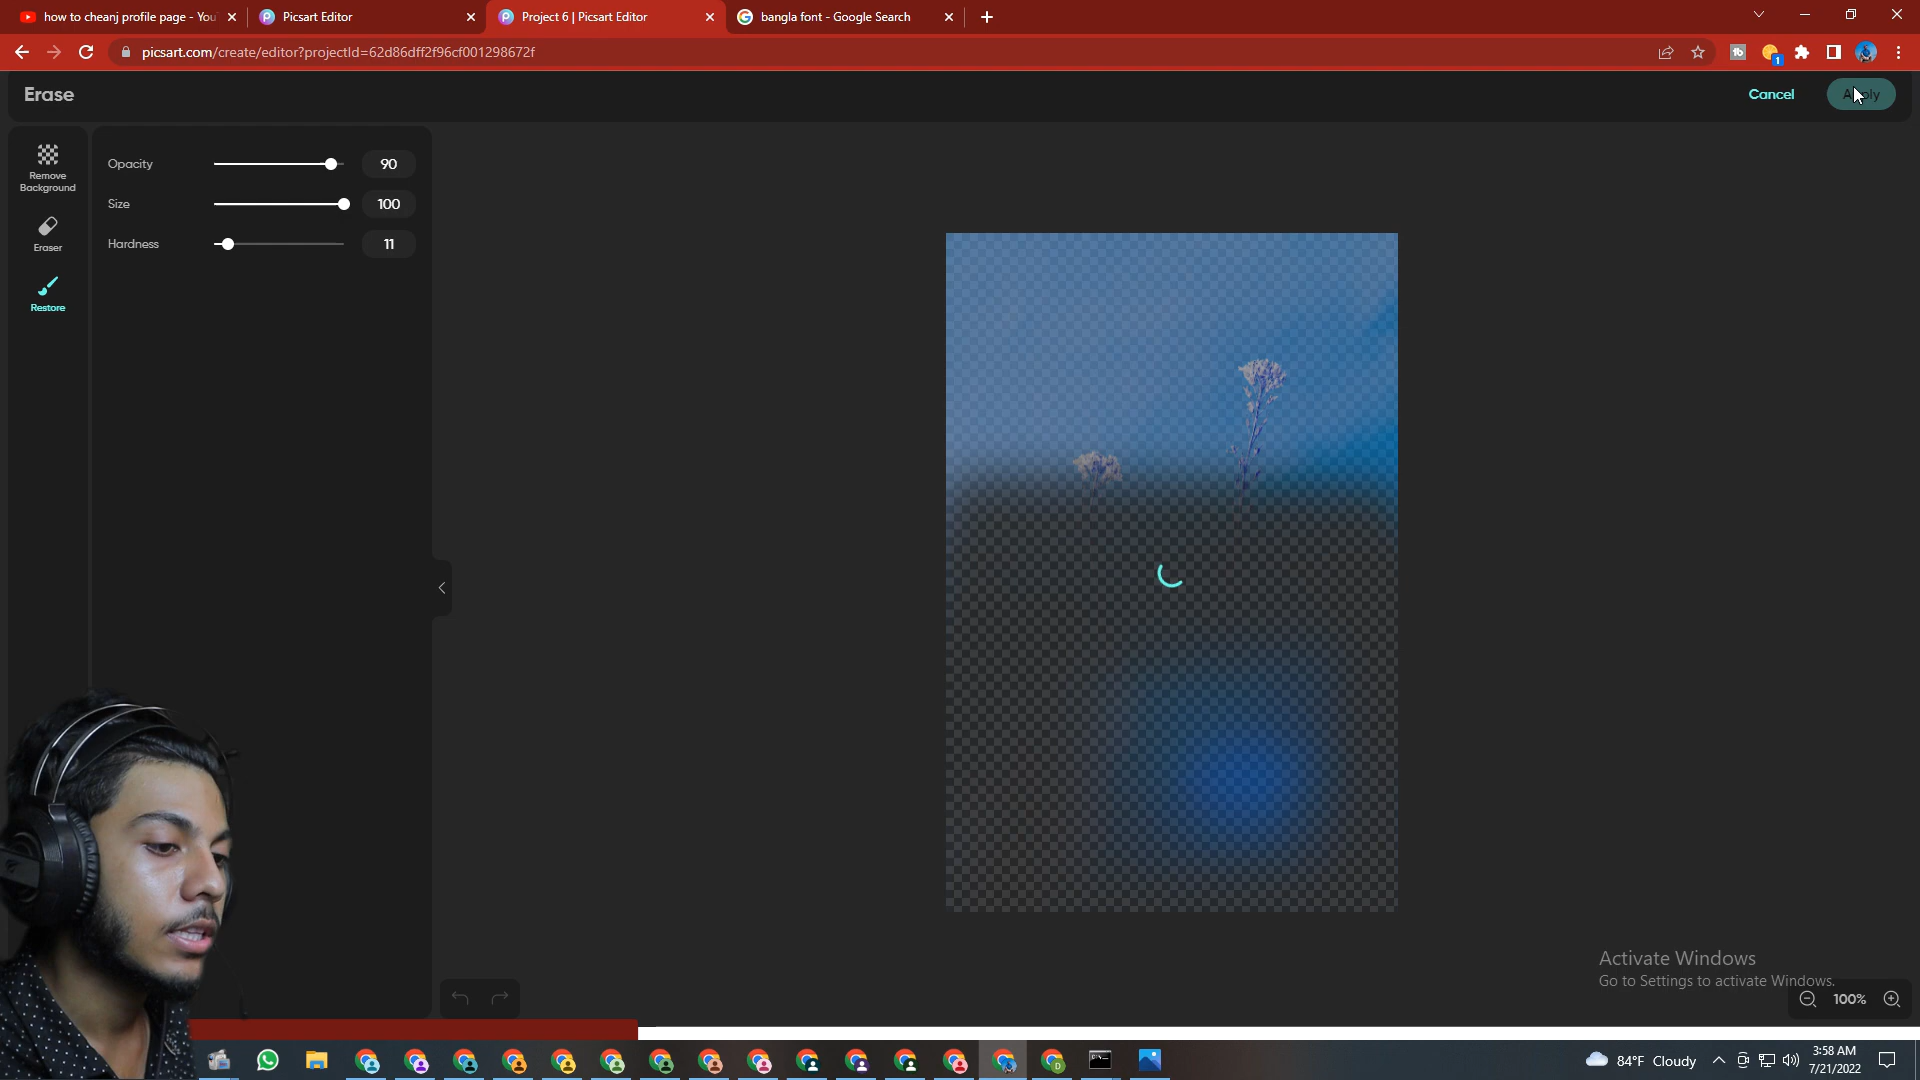 how to cheanj profile page - You
Picsart Editor
Project 6 | Picsart Editor
bangla font - Google Search
picsart.com/create/editor?projectId=62d86dff2f96cf001298672f
1
Erase
Cancel
Remove
Background
Eraser
Restore
Opacity
90
Size
100
Hardness
11
Activate Windows
Go to Settings to activate Windows.
100%
84°F Cloudy
3:58 AM
7/21/2022